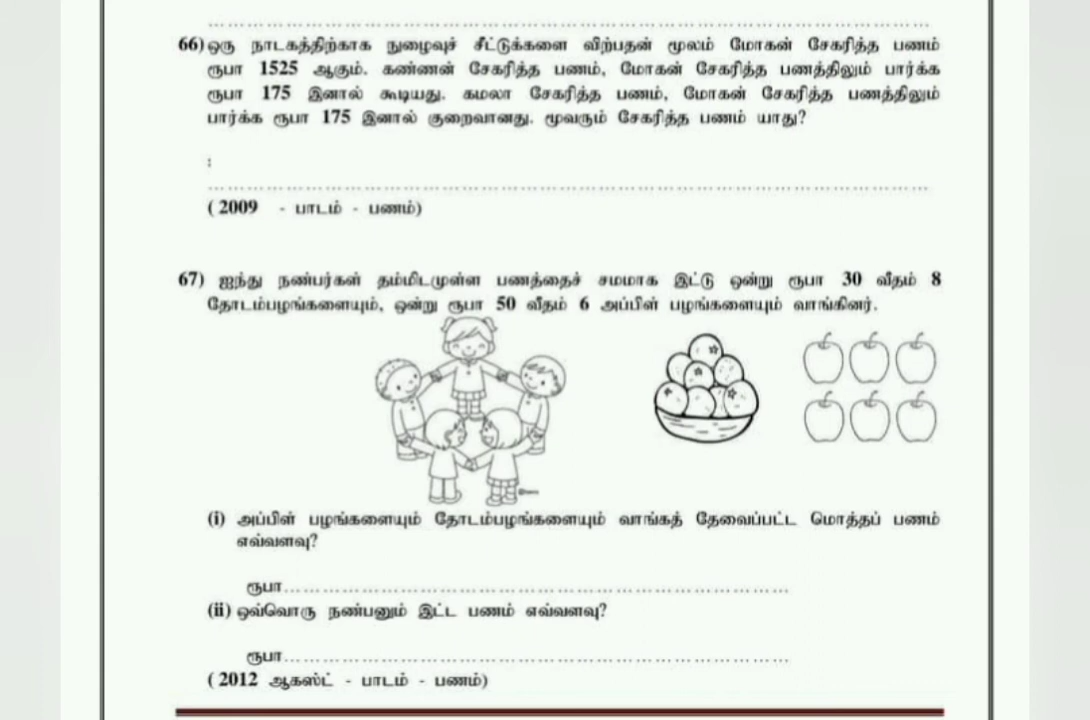 66) ஒரு நாடகத்திற்காக நுழைவுச் சீட்டுக்களை விற்பதன் மூலம் மோகன் சேகரித்த பணம்
ரூபா 1525 ஆகும். கண்ணன் சேகரித்த பணம், மோகன் சேகரித்த பணத்திலும் பார்க்க
ரூபா 175 இனால் கூடியது. கமலா சேகரித்த பணம், மோகன் சேகரித்த பணத்திலும்
பார்க்க ரூபா 175 இனால் குறைவானது. மூவரும் சேகரித்த பணம் யாது?
:
( 2009 - பாடம் - பணம்)
67) ஐந்து நண்பர்கள் தம்மிடமுள்ள பணத்தைச் சமமாக இட்டு ஒன்று ரூபா 30 வீதம் 8
தோடம்பழங்களையும், ஒன்று ரூபா 50 வீதம் 6 அப்பிள் பழங்களையும் வாங்கினர்.
(i) அப்பிள் பழங்களையும் தோடம்பழங்களையும் வாங்கத் தேவைப்பட்ட மொத்தப் பணம்
எவ்வளவு?
ரூபா................................................................................
(ii) ஒவ்வொரு நண்பனும் இட்ட பணம் எவ்வளவு?
ரூபா................................................................................
( 2012 ஆகஸ்ட் - பாடம் - பணம்)